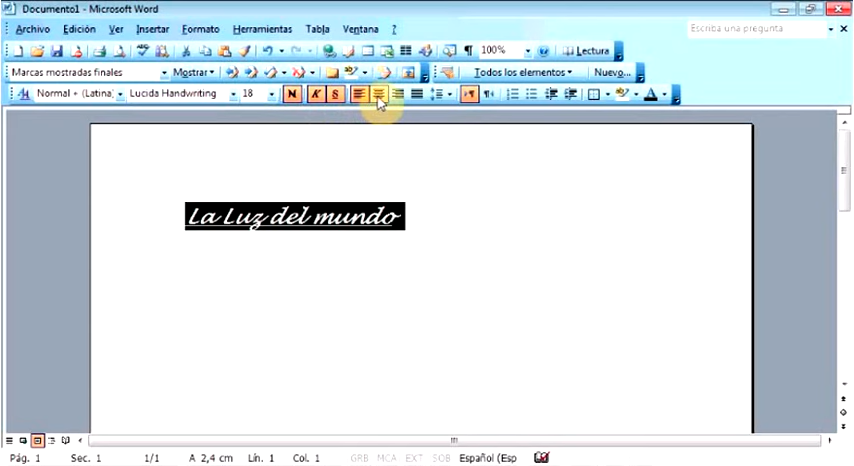 Documento1 - Microsoft Word
Archivo Edición Ver Insertar Formato Herramientas Tabla Ventana ? Escriba una pregunta
100% Lectura
Marcas mostradas finales Mostrar Todos los elementos Nuevo...
Normal + (Latina) Lucida Handwriting 18 N K S
La Luz del mundo
Pág. 1 Sec. 1 1/1 A 2,4 cm Lín. 1 Col. 1 GRB MCA EXT SOB Español (Esp